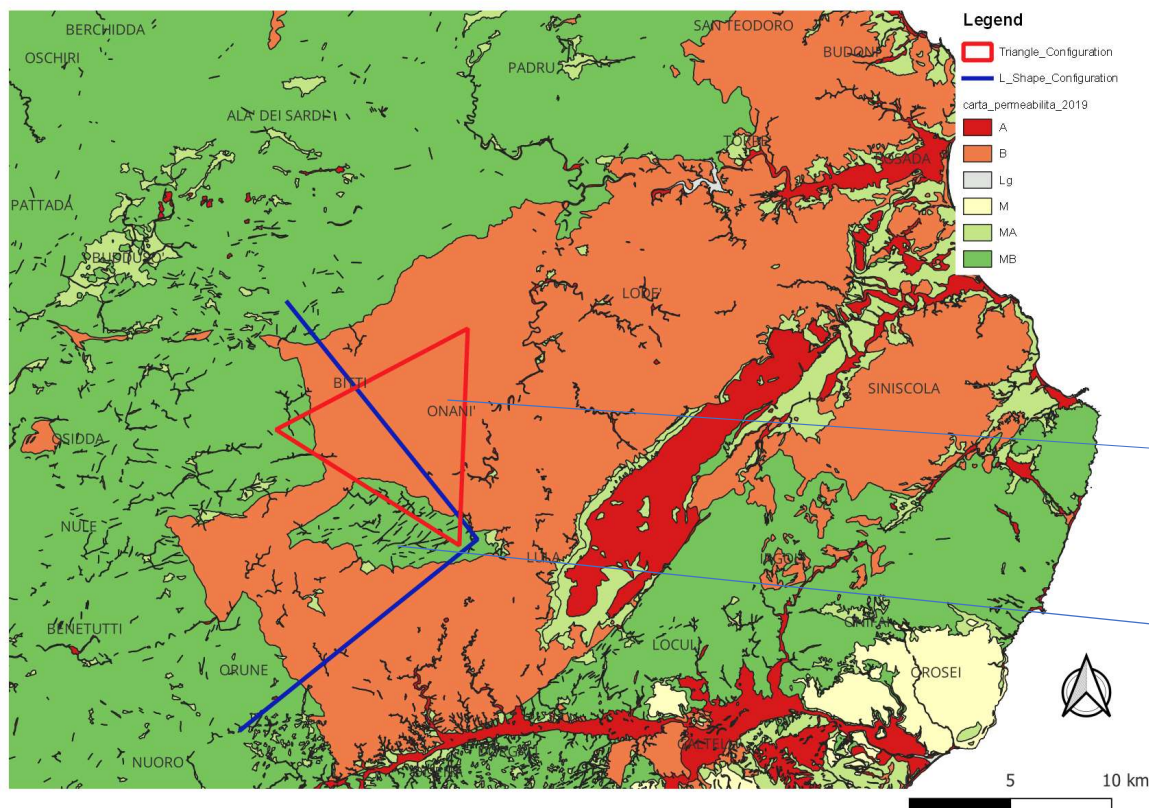 BERCHIDDA
SAN TEODORO
Legend
OSCHIRI
PADRU
BUDONI
Triangle_Configuration
L_Shape_Configuration
ALA' DEI SARDI
carta_permeabilita_2019
A
B
Lg
M
MA
MB
TORPE'
POSADA
PATTADA
BUDDUSO'
LODE'
BITTI
ONANI'
SINISCOLA
OSIDDA
NULE
LULA
BENETUTTI
ORUNE
LOCULI
OROSEI
NUORO
5
10 km